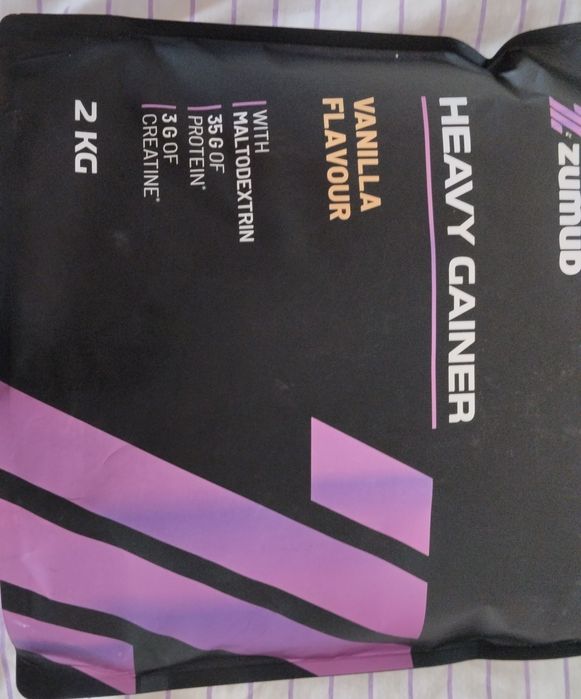 zumub
HEAVY GAINER
VANILLA
FLAVOUR
WITH
MALTODEXTRIN
35 G OF
PROTEIN*
3 G OF
CREATINE*
2 KG